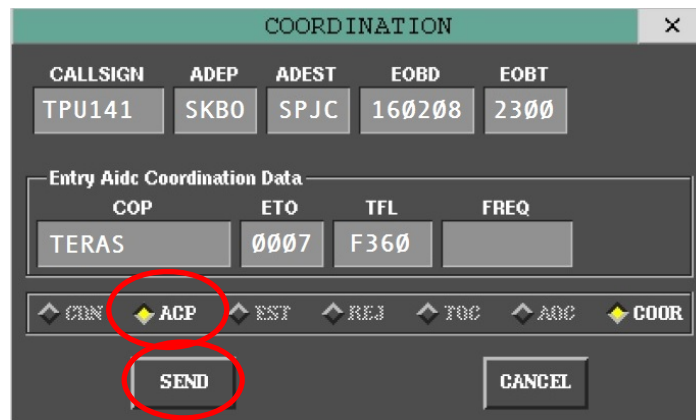 COORDINATION ×
CALLSIGN ADEP ADEST EOBD EOBT
TPU141 SKBO SPJC 160208 2300
Entry Aidc Coordination Data
COP ETO TFL FREQ
TERAS 0007 F360
CDN ACP EST REJ TOC AOC COOR
SEND CANCEL